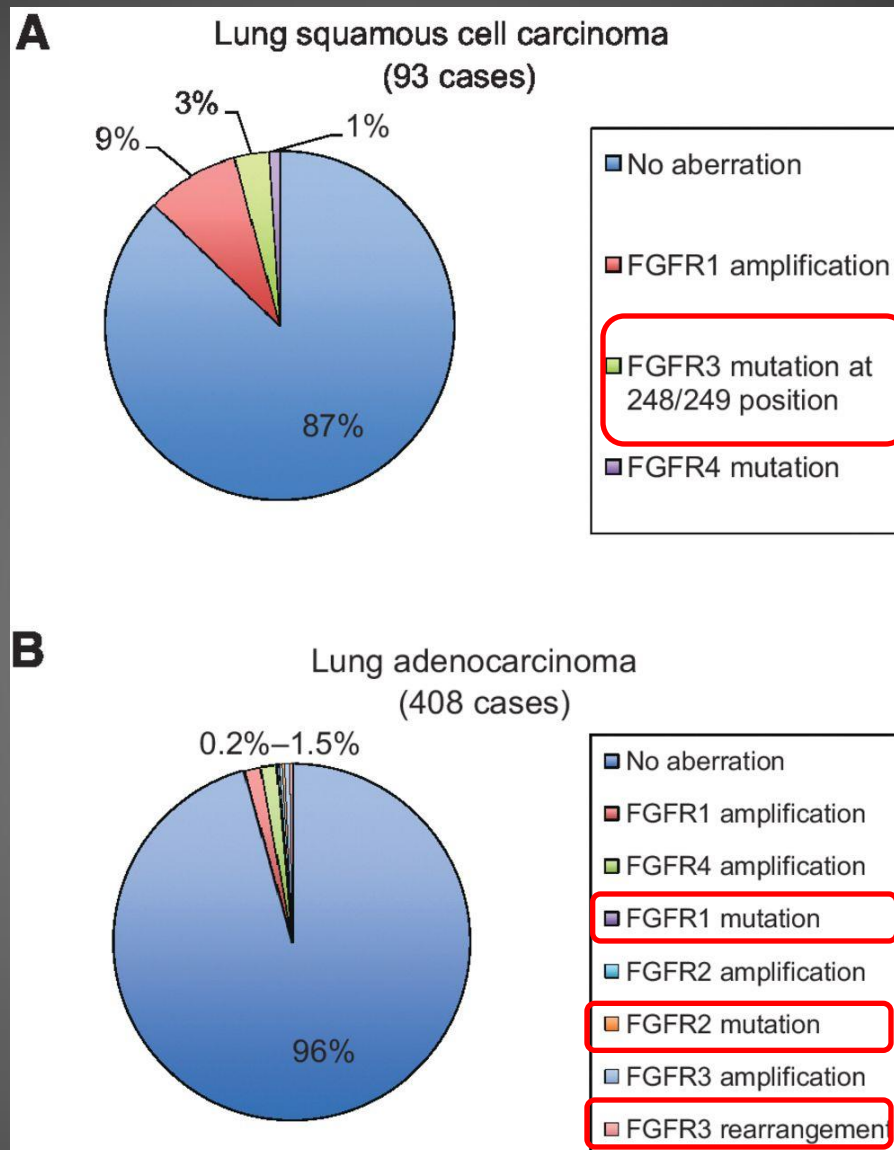 A
Lung squamous cell carcinoma
(93 cases)
3%
1%
9%
87%
No aberration
FGFR1 amplification
FGFR3 mutation at
248/249 position
FGFR4 mutation
B
Lung adenocarcinoma
(408 cases)
0.2%–1.5%
96%
No aberration
FGFR1 amplification
FGFR4 amplification
FGFR1 mutation
FGFR2 amplification
FGFR2 mutation
FGFR3 amplification
FGFR3 rearrangement